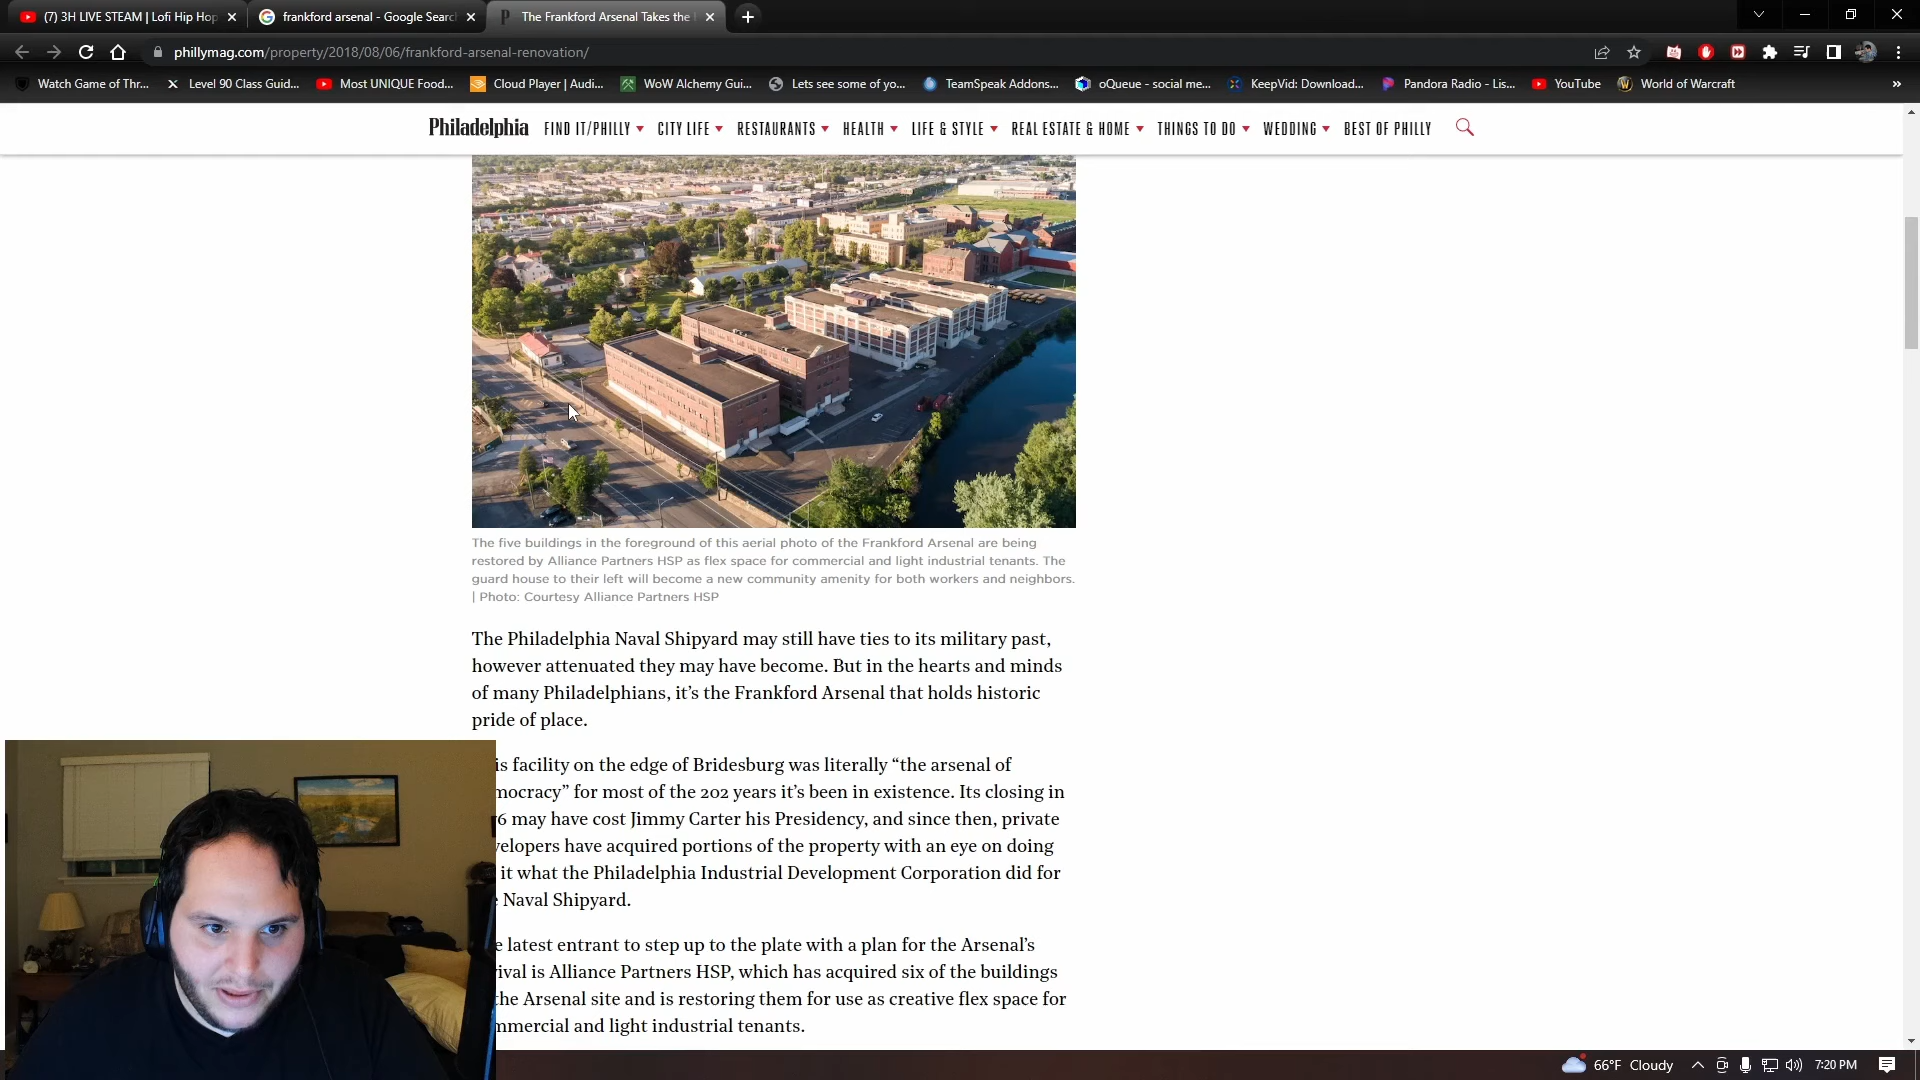 (7) 3H LIVE STEAM | Lofi Hip Hop
frankford arsenal - Google Search
The Frankford Arsenal Takes the
phillymag.com/property/2018/08/06/frankford-arsenal-renovation/
Watch Game of Thr...
Level 90 Class Guid...
Most UNIQUE Food...
Cloud Player | Audi...
WoW Alchemy Gui...
Lets see some of yo...
TeamSpeak Addons...
oQueue - social me...
KeepVid: Download...
Pandora Radio - Lis...
YouTube
World of Warcraft
»
Philadelphia
FIND IT/PHILLY
CITY LIFE
RESTAURANTS
HEALTH
LIFE & STYLE
REAL ESTATE & HOME
THINGS TO DO
WEDDING
BEST OF PHILLY
The five buildings in the foreground of this aerial photo of the Frankford Arsenal are being
restored by Alliance Partners HSP as flex space for commercial and light industrial tenants. The
guard house to their left will become a new community amenity for both workers and neighbors.
| Photo: Courtesy Alliance Partners HSP
The Philadelphia Naval Shipyard may still have ties to its military past,
however attenuated they may have become. But in the hearts and minds
of many Philadelphians, it's the Frankford Arsenal that holds historic
pride of place.
is facility on the edge of Bridesburg was literally “the arsenal of
mocracy” for most of the 202 years it's been in existence. Its closing in
6 may have cost Jimmy Carter his Presidency, and since then, private
velopers have acquired portions of the property with an eye on doing
it what the Philadelphia Industrial Development Corporation did for
Naval Shipyard.
latest entrant to step up to the plate with a plan for the Arsenal's
ival is Alliance Partners HSP, which has acquired six of the buildings
the Arsenal site and is restoring them for use as creative flex space for
mmercial and light industrial tenants.
66°F Cloudy
7:20 PM